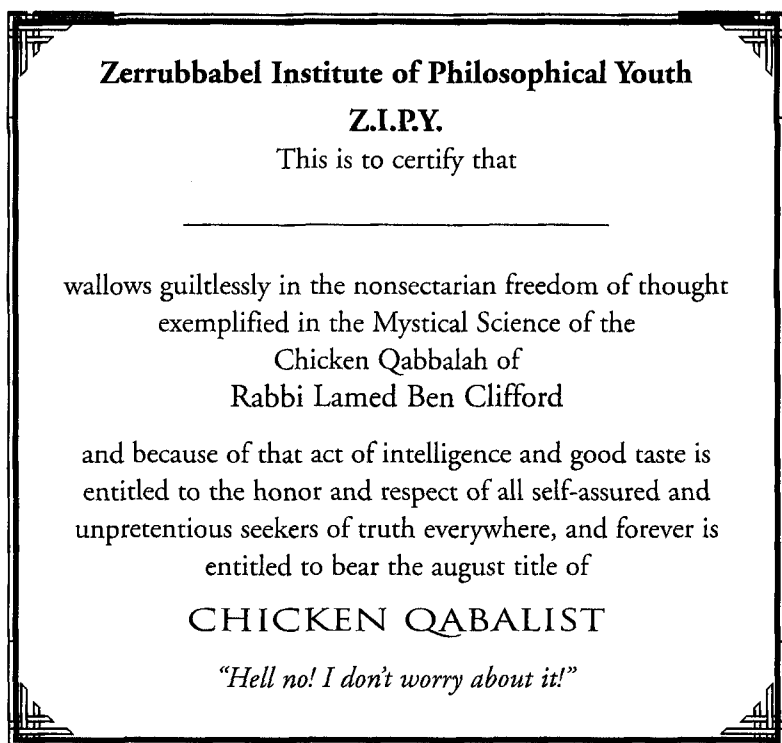 Zerrubbabel Institute of Philosophical Youth
Z.I.P.Y.
This is to certify that
wallows guiltlessly in the nonsectarian freedom of thought
exemplified in the Mystical Science of the
Chicken Qabbalah of
Rabbi Lamed Ben Clifford
and because of that act of intelligence and good taste is
entitled to the honor and respect of all self-assured and
unpretentious seekers of truth everywhere, and forever is
entitled to bear the august title of
CHICKEN QABALIST
“Hell no! I don’t worry about it!”